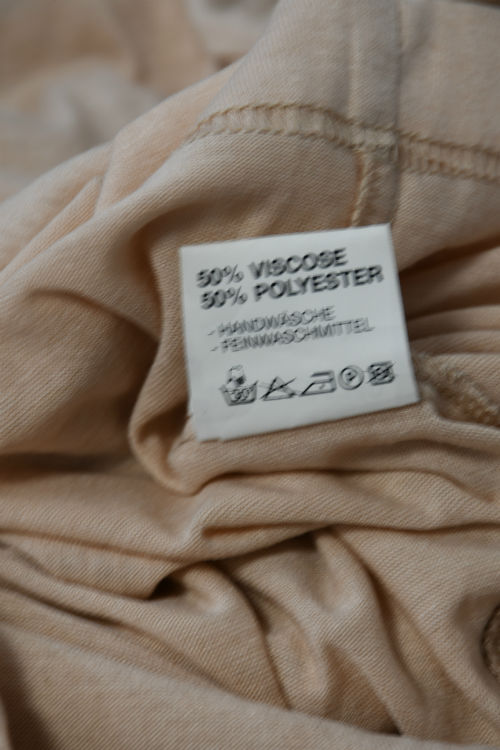 50% VISCOSE
50% POLYESTER
- HANDWÄSCHE
- FEINWASCHMITTEL
P